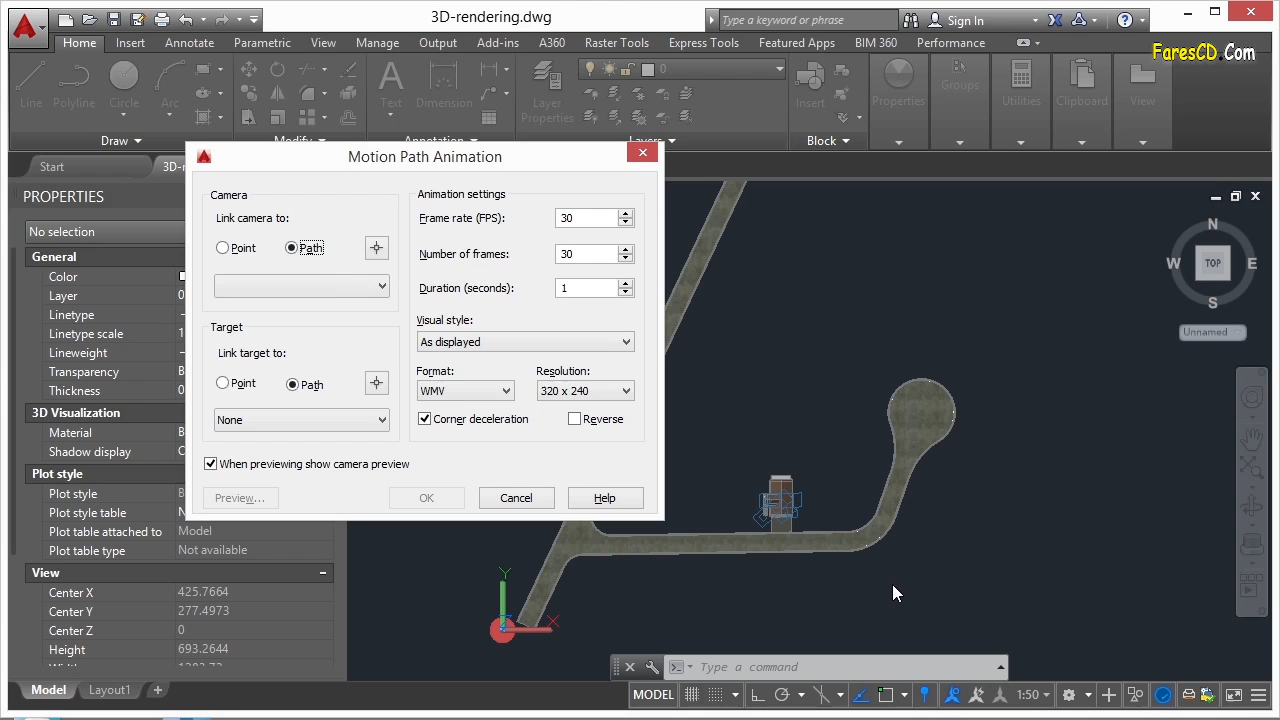 3D-rendering.dwg
Type a keyword or phrase
Sign In
Home Insert Annotate Parametric View Manage Output Add-ins A360 Raster Tools Express Tools Featured Apps BIM 360 Performance
FaresCD.Com
Line Polyline Circle Arc Text Dimension Layer Properties 0 Insert Properties Groups Utilities Clipboard View
Draw Modify Annotation Layers Block
Start
3D-r
Motion Path Animation
PROPERTIES
No selection
General
Color
Layer 0
Linetype
Linetype scale 1
Lineweight
Transparency B
Thickness 0
3D Visualization
Material B
Shadow display C
Plot style
Plot style B
Plot style table N
Plot table attached to Model
Plot table type Not available
View
Center X 425.7664
Center Y 277.4973
Center Z 0
Height 693.2644
Camera
Link camera to:
Point Path
Target
Link target to:
Point Path
None
When previewing show camera preview
Preview...
OK
Cancel
Help
Animation settings
Frame rate (FPS): 30
Number of frames: 30
Duration (seconds): 1
Visual style:
As displayed
Format: Resolution:
WMV 320 x 240
Corner deceleration Reverse
N
W TOP E
S
Unnamed
Y
X
Type a command
Model Layout1 +
MODEL 1:50